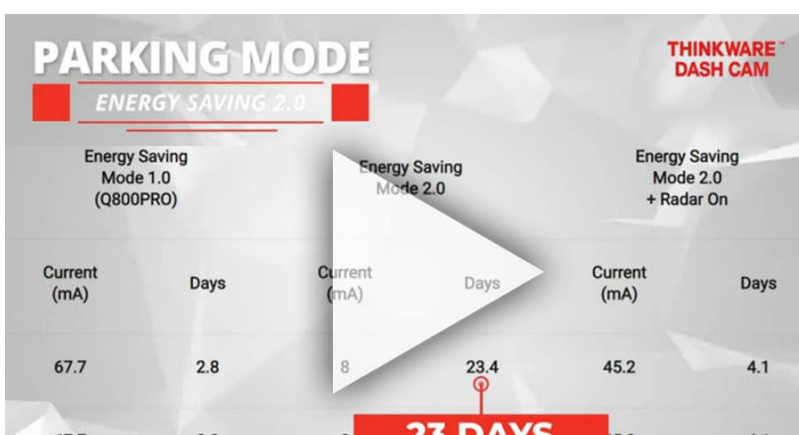 PARKING MODE
THINKWARE™
DASH CAM
ENERGY SAVING 2.0
Energy Saving
Mode 1.0
(Q800PRO)
Energy Saving
Mode 2.0
Energy Saving
Mode 2.0
+ Radar On
Current
(mA)
Days
Current
(mA)
Days
Current
(mA)
Days
67.7
2.8
8
23.4
45.2
4.1
23 DAYS